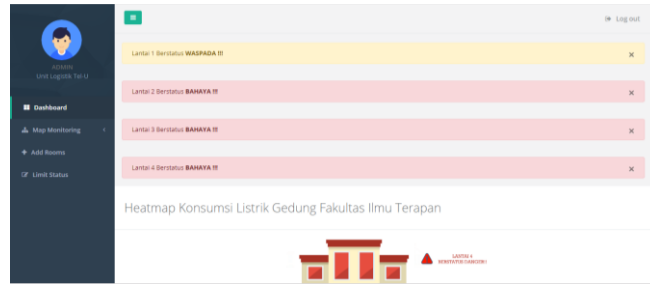 Log out
Lantai 1 Berstatus WASPADA !!!
ADMIN
Unit Logistik Tel U
Lantai 2 Berstatus BAHAYA !!!
Dashboard
Map Monitoring
Lantai 3 Berstatus BAHAYA !!!
Add Rooms
Lantai 4 Berstatus BAHAYA !!!
Limit Status
Heatmap Konsumsi Listrik Gedung Fakultas Ilmu Terapan
LANTAI 4
BERSTATUS DANGER !